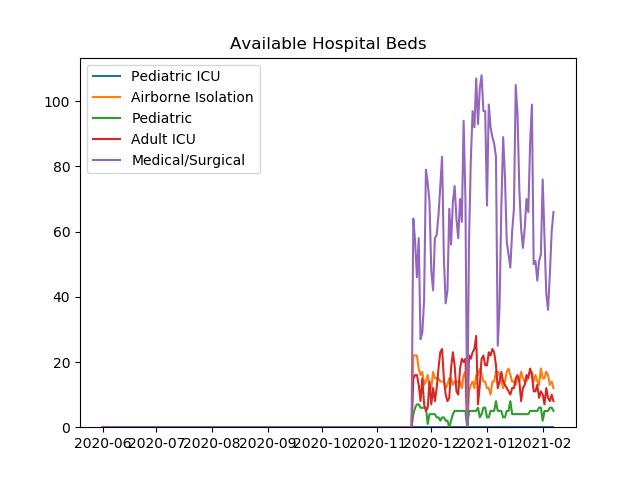 Available Hospital Beds
Pediatric ICU
Airborne Isolation
Pediatric
Adult ICU
Medical/Surgical
100
80
60
40
20
0
2020-06 2020-07 2020-08 2020-09 2020-10 2020-11 2020-12 2021-01 2021-02